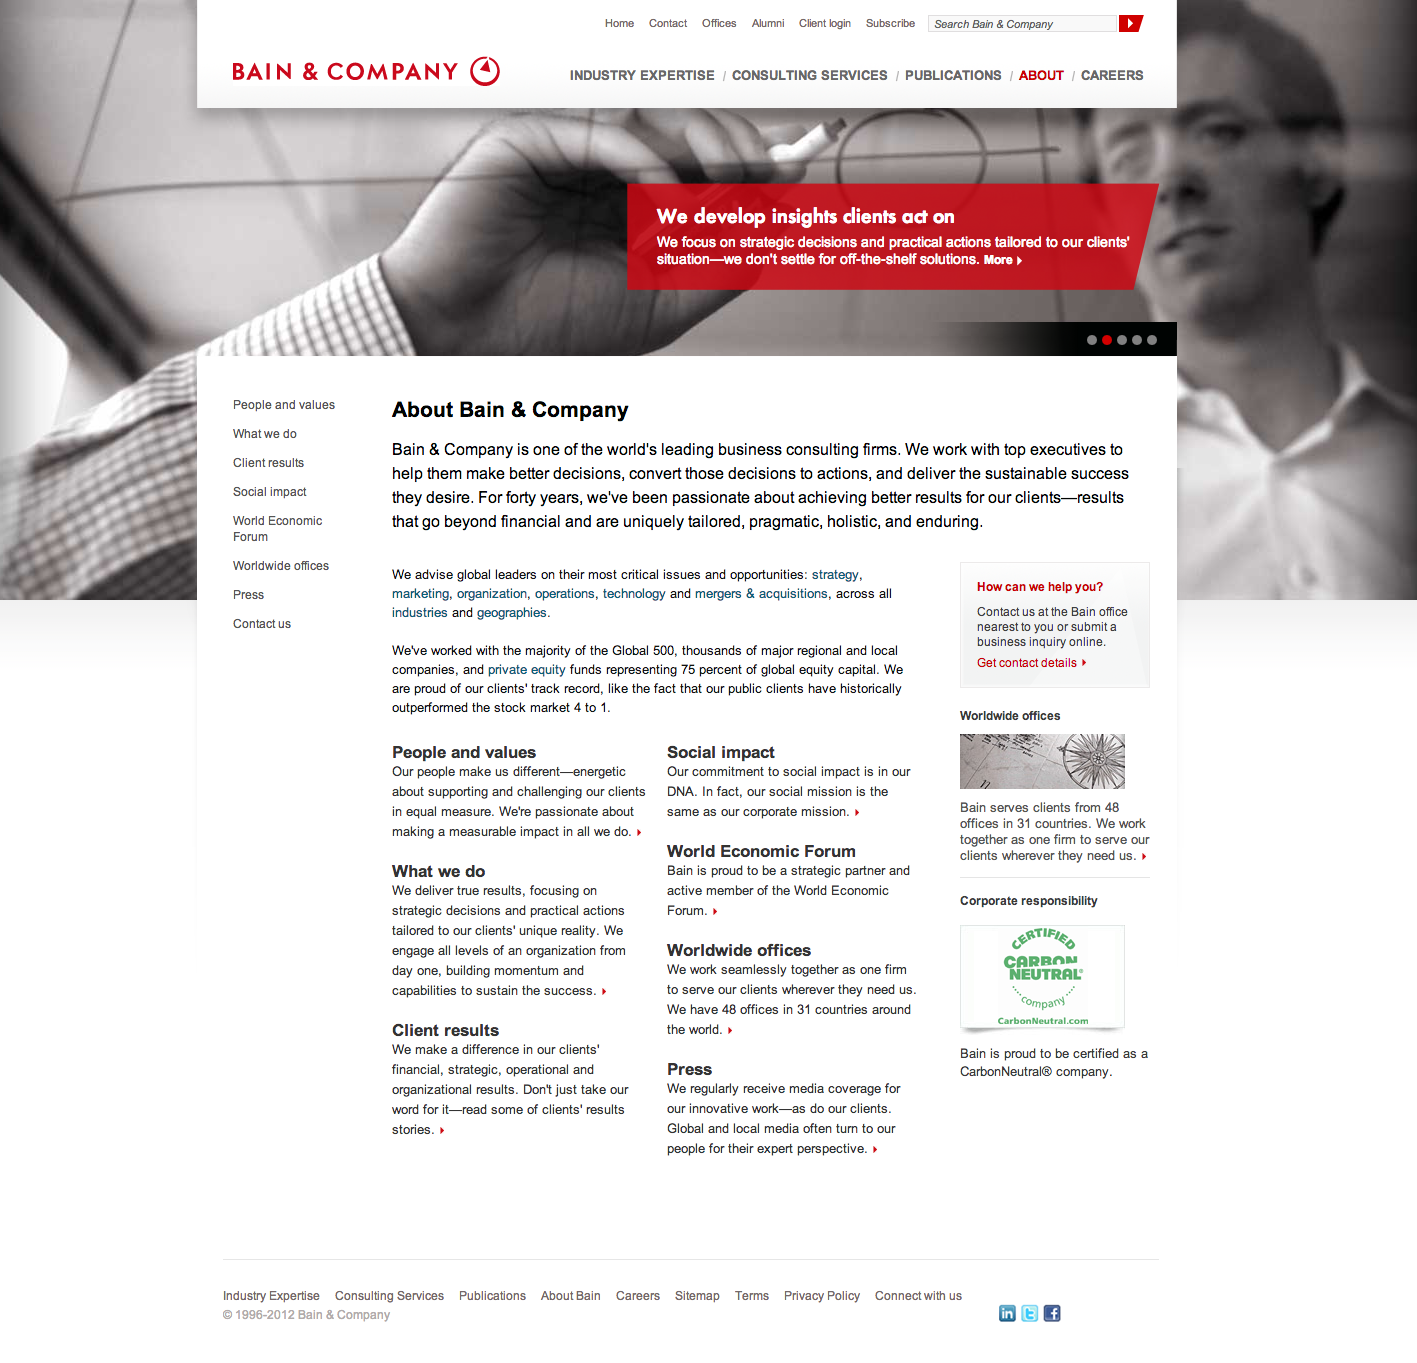 Home Contact Offices Alumni Client login Subscribe Search Bain & Company
BAIN & COMPANY
INDUSTRY EXPERTISE / CONSULTING SERVICES / PUBLICATIONS / ABOUT / CAREERS
We develop insights clients act on
We focus on strategic decisions and practical actions tailored to our clients'
situation—we don't settle for off-the-shelf solutions. More
People and values
What we do
Client results
Social impact
World Economic
Forum
Worldwide offices
Press
Contact us
About Bain & Company
Bain & Company is one of the world's leading business consulting firms. We work with top executives to
help them make better decisions, convert those decisions to actions, and deliver the sustainable success
they desire. For forty years, we've been passionate about achieving better results for our clients—results
that go beyond financial and are uniquely tailored, pragmatic, holistic, and enduring.
We advise global leaders on their most critical issues and opportunities: strategy,
marketing, organization, operations, technology and mergers & acquisitions, across all
industries and geographies.
We've worked with the majority of the Global 500, thousands of major regional and local
companies, and private equity funds representing 75 percent of global equity capital. We
are proud of our clients' track record, like the fact that our public clients have historically
outperformed the stock market 4 to 1.
People and values
Our people make us different—energetic
about supporting and challenging our clients
in equal measure. We're passionate about
making a measurable impact in all we do.
What we do
We deliver true results, focusing on
strategic decisions and practical actions
tailored to our clients' unique reality. We
engage all levels of an organization from
day one, building momentum and
capabilities to sustain the success.
Client results
We make a difference in our clients'
financial, strategic, operational and
organizational results. Don't just take our
word for it—read some of clients' results
stories.
Social impact
Our commitment to social impact is in our
DNA. In fact, our social mission is the
same as our corporate mission.
World Economic Forum
Bain is proud to be a strategic partner and
active member of the World Economic
Forum.
Worldwide offices
We work seamlessly together as one firm
to serve our clients wherever they need us.
We have 48 offices in 31 countries around
the world.
Press
We regularly receive media coverage for
our innovative work—as do our clients.
Global and local media often turn to our
people for their expert perspective.
How can we help you?
Contact us at the Bain office
nearest to you or submit a
business inquiry online.
Get contact details
Worldwide offices
Bain serves clients from 48
offices in 31 countries. We work
together as one firm to serve our
clients wherever they need us.
Corporate responsibility
CERTIFIED
CARBON
NEUTRAL®
company
CarbonNeutral.com
Bain is proud to be certified as a
CarbonNeutral® company.
Industry Expertise Consulting Services Publications About Bain Careers Sitemap Terms Privacy Policy Connect with us
© 1996-2012 Bain & Company